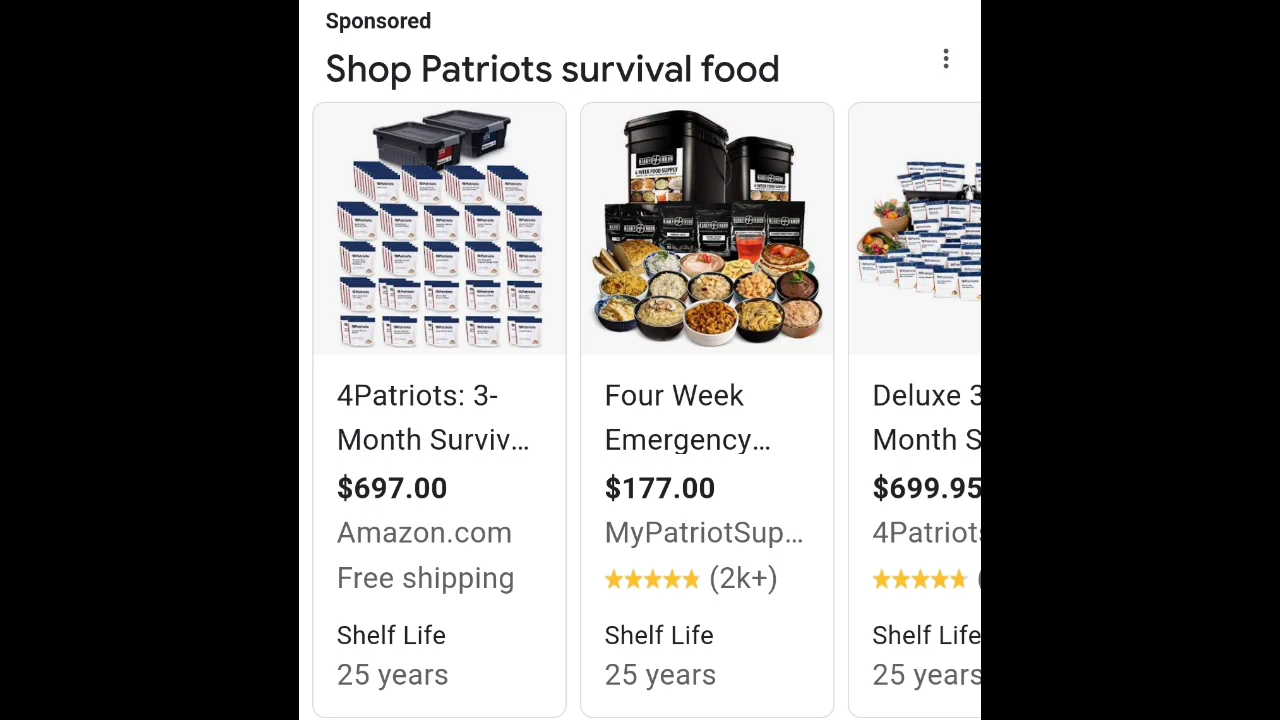 Sponsored
Shop Patriots survival food
4Patriots: 3-
Month Surviv...
$697.00
Amazon.com
Free shipping
Shelf Life
25 years
Four Week
Emergency...
$177.00
MyPatriotSup...
(2k+)
Shelf Life
25 years
Deluxe 3
Month S
$699.95
4Patriots
Shelf Life
25 years